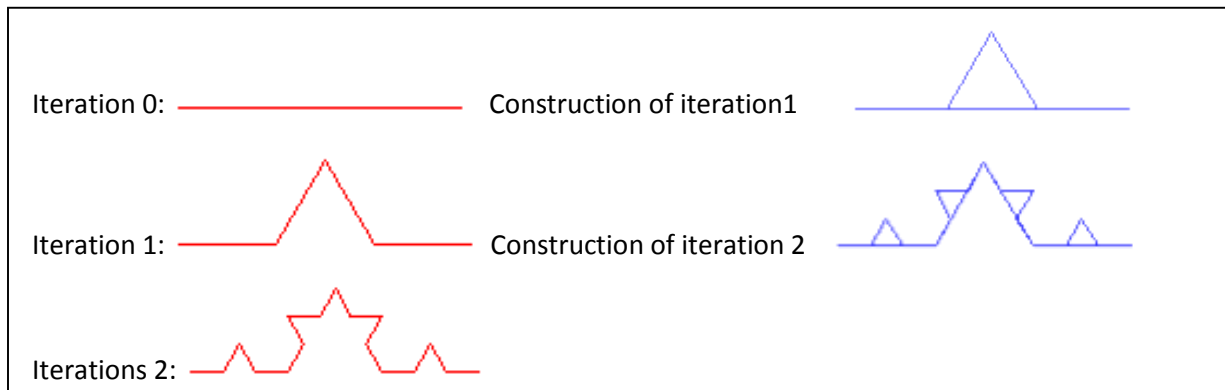 Iteration 0:
Construction of iteration1
Iteration 1:
Construction of iteration 2
Iterations 2: